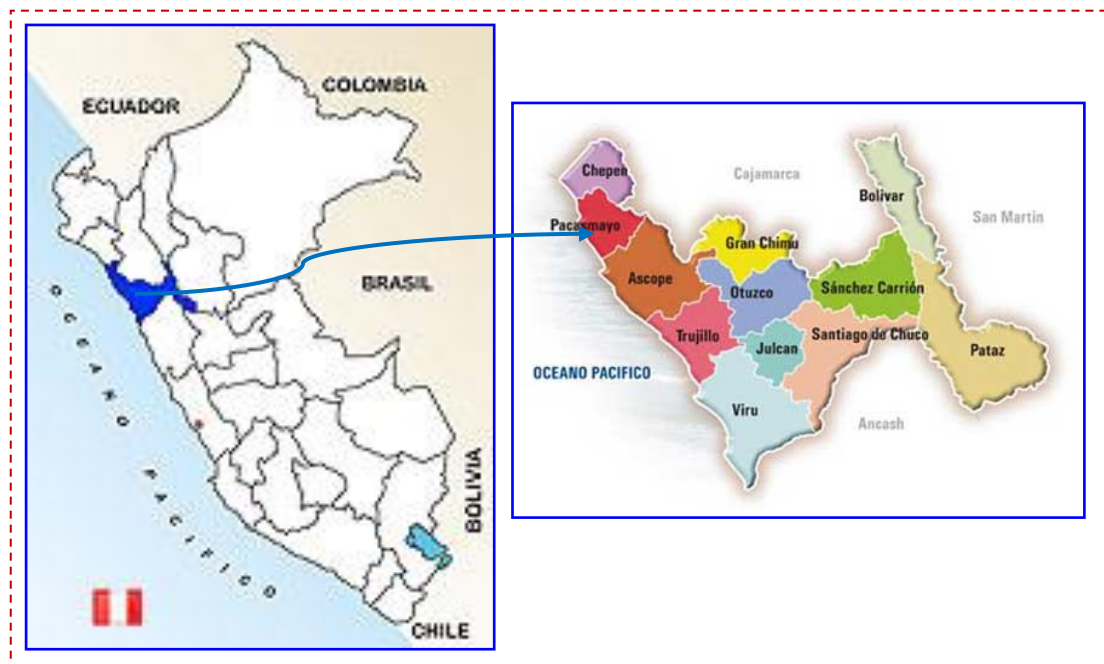 COLOMBIA
ECUADOR
BRASIL
OCEANO PACIFICO
BOLIVIA
CHILE
Chepen
Cajamarca
Bolivar
San Martin
Pacasmayo
Gran Chimu
Ascope
Otuzco
Sánchez Carrión
Trujillo
Julcan
Santiago de Chuco
Pataz
OCEANO PACIFICO
Viru
Ancash